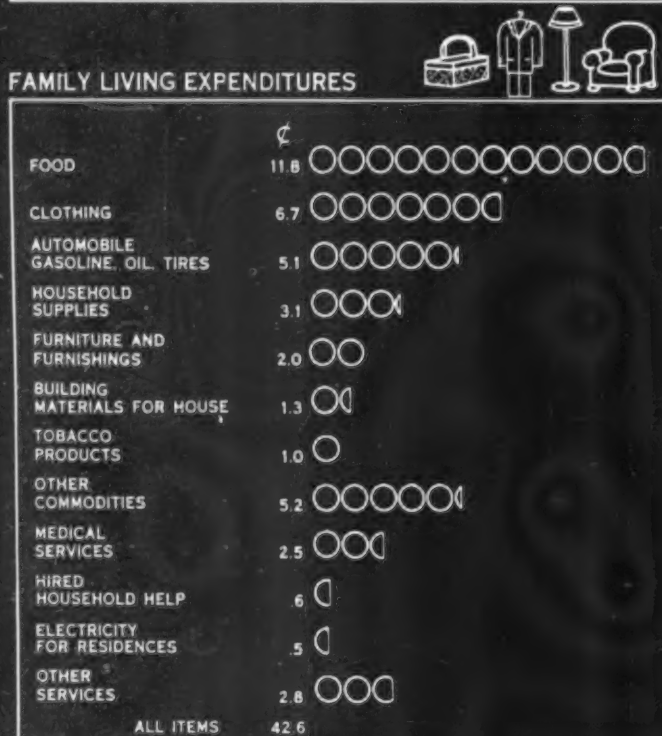 FAMILY LIVING EXPENDITURES
¢
FOOD 11.8
CLOTHING 6.7
AUTOMOBILE
GASOLINE, OIL, TIRES 5.1
HOUSEHOLD
SUPPLIES 3.1
FURNITURE AND
FURNISHINGS 2.0
BUILDING
MATERIALS FOR HOUSE 1.3
TOBACCO
PRODUCTS 1.0
OTHER
COMMODITIES 5.2
MEDICAL
SERVICES 2.5
HIRED
HOUSEHOLD HELP .6
ELECTRICITY
FOR RESIDENCES .5
OTHER
SERVICES 2.8
ALL ITEMS 42.6